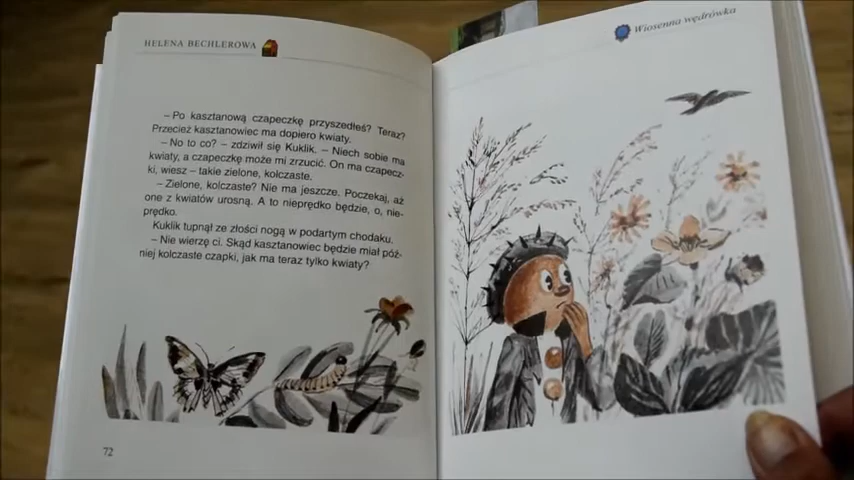 HELENA BECHLEROWA
– Po kasztanową czapeczkę przyszedłeś? Teraz?
Przecież kasztanowiec ma dopiero kwiaty.
– No to co? – zdziwił się Kuklik. – Niech sobie ma
kwiaty, a czapeczkę może mi zrzucić. On ma czapecz-
ki, wiesz – takie zielone, kolczaste.
– Zielone, kolczaste? Nie ma jeszcze. Poczekaj, aż
one z kwiatów urosną. A to nieprędko będzie, o, nie-
prędko.
Kuklik tupnął ze złości nogą w podartym chodaku.
– Nie wierzę ci. Skąd kasztanowiec będzie miał póź-
niej kolczaste czapki, jak ma teraz tylko kwiaty?
72
Wiosenna wędrówka